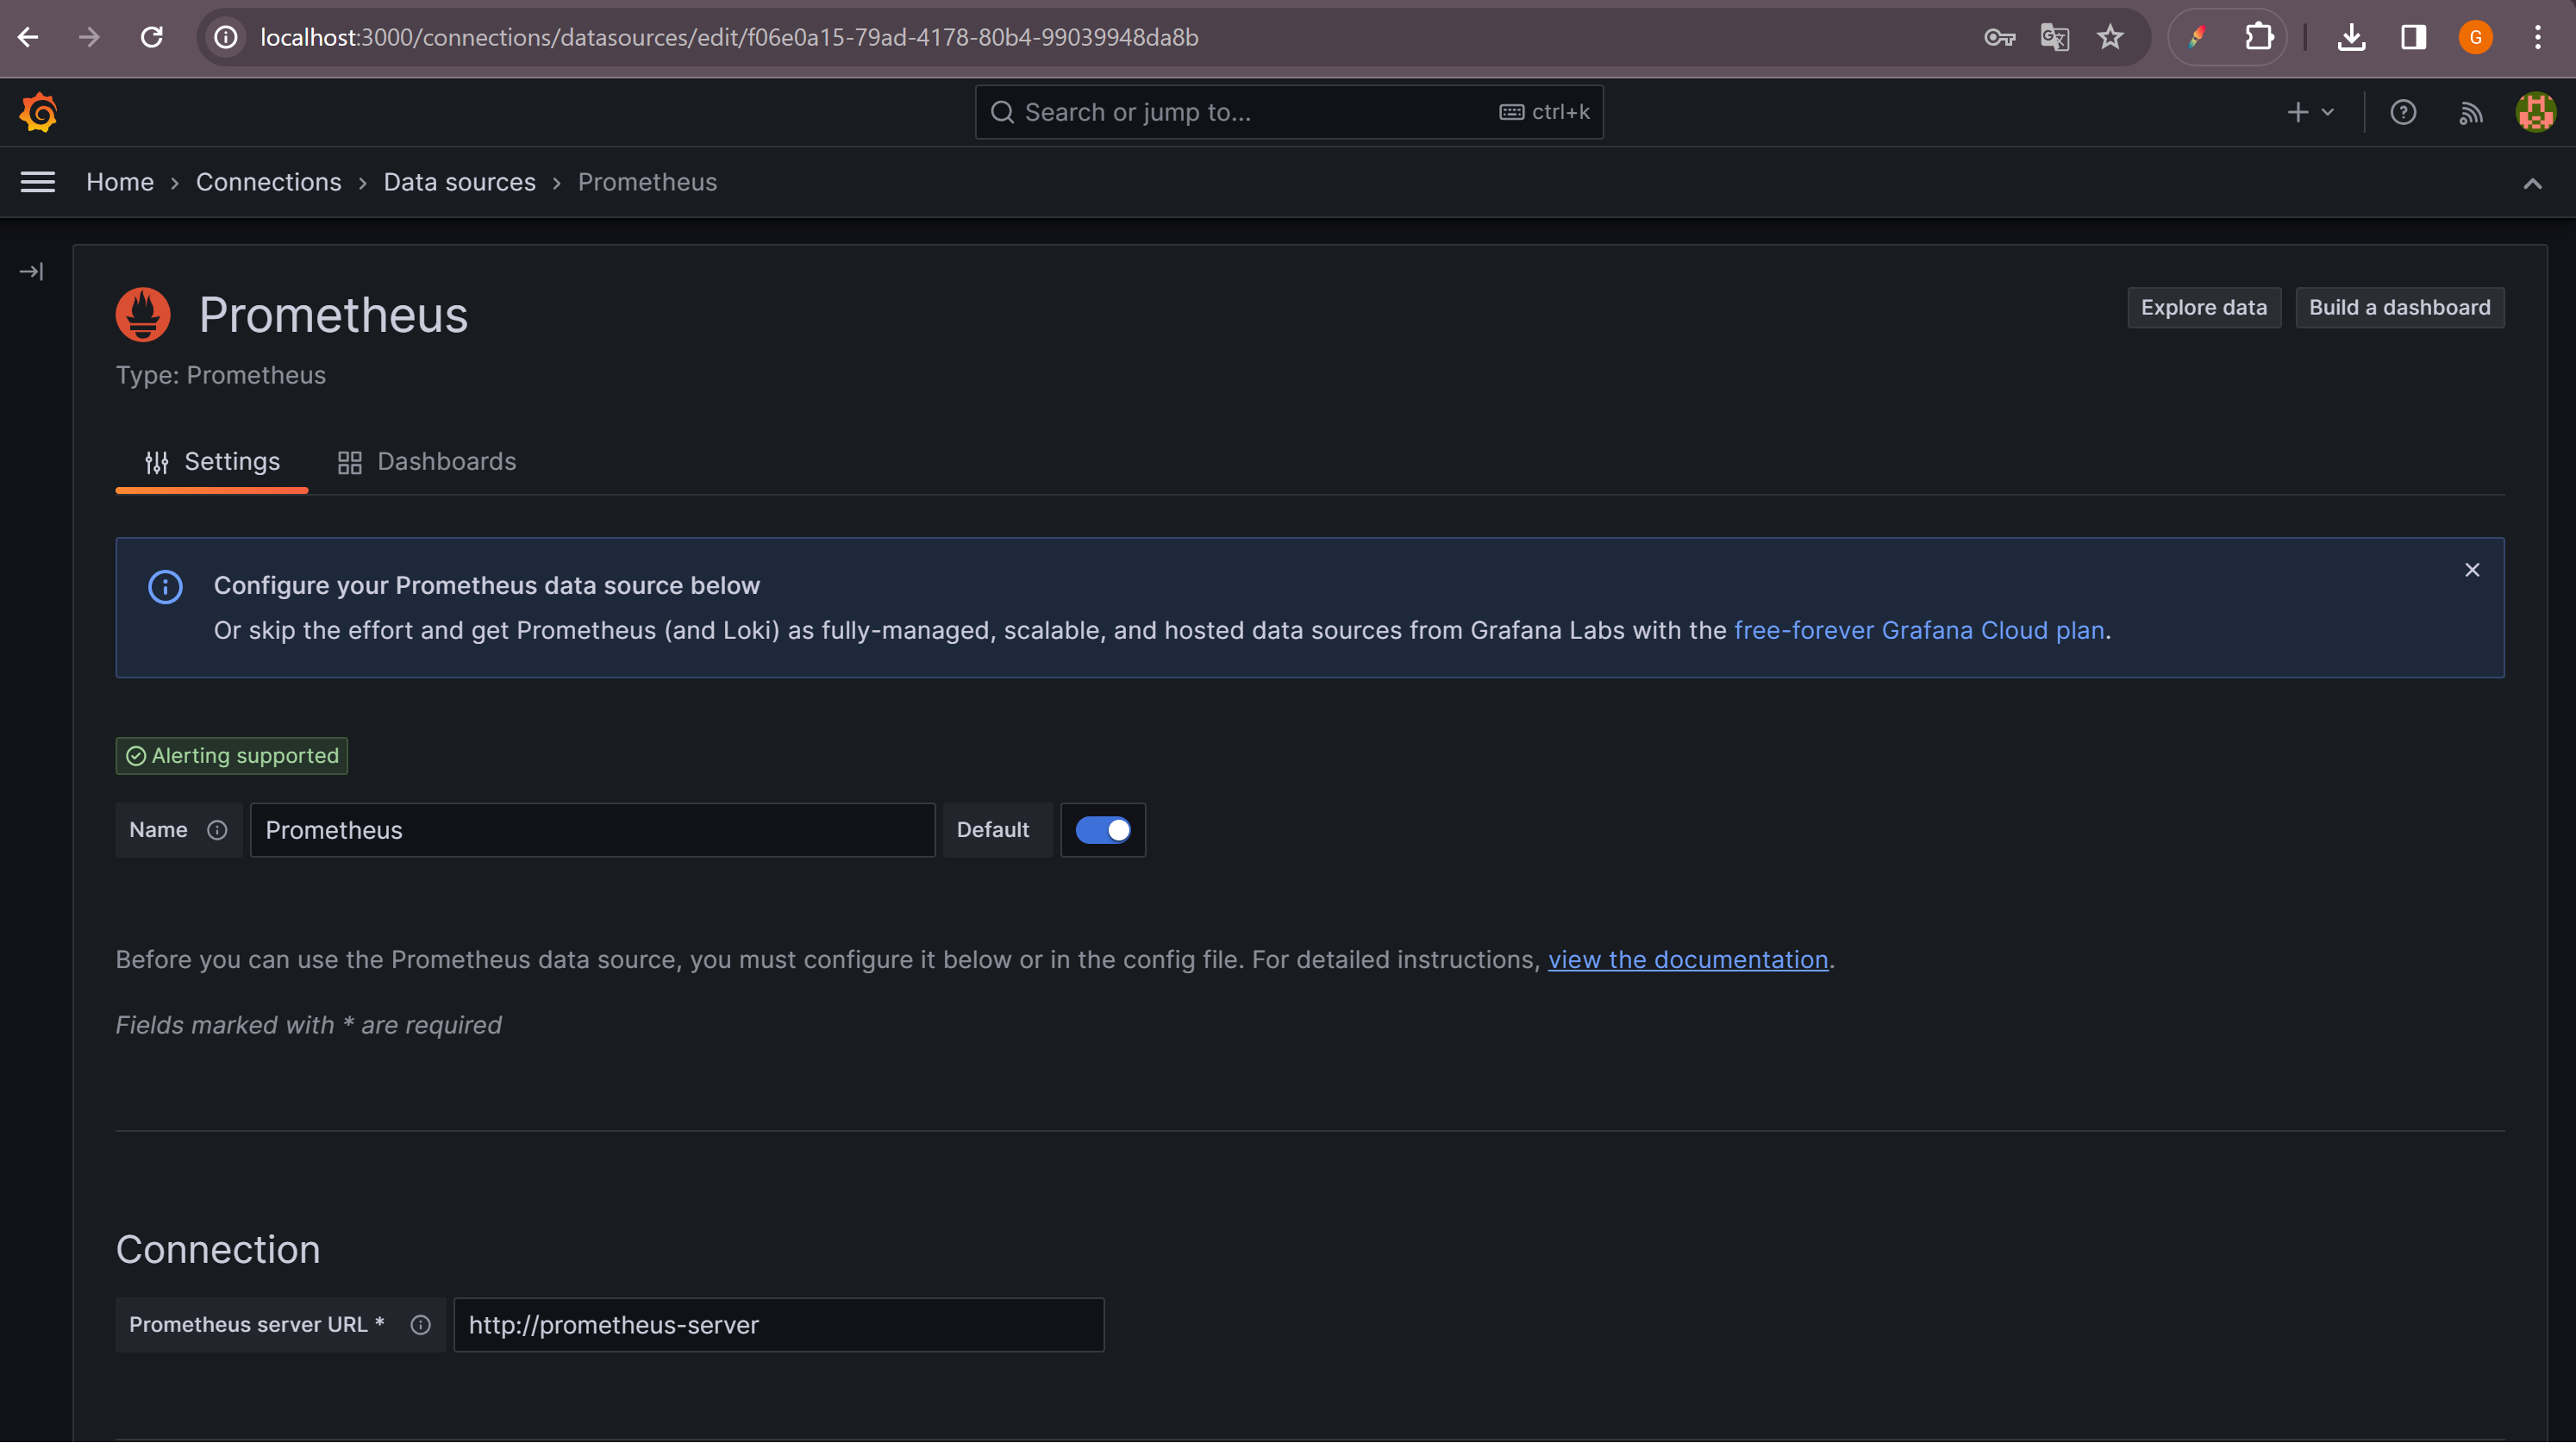 localhost:3000/connections/datasources/edit/f06e0a15-79ad-4178-80b4-99039948da8b
G
Search or jump to...
ctrl+k
Home > Connections > Data sources > Prometheus
Prometheus
Explore data
Build a dashboard
Type: Prometheus
Settings
Dashboards
Configure your Prometheus data source below
Or skip the effort and get Prometheus (and Loki) as fully-managed, scalable, and hosted data sources from Grafana Labs with the free-forever Grafana Cloud plan.
Alerting supported
Name
Prometheus
Default
Before you can use the Prometheus data source, you must configure it below or in the config file. For detailed instructions, view the documentation.
Fields marked with * are required
Connection
Prometheus server URL *
http://prometheus-server